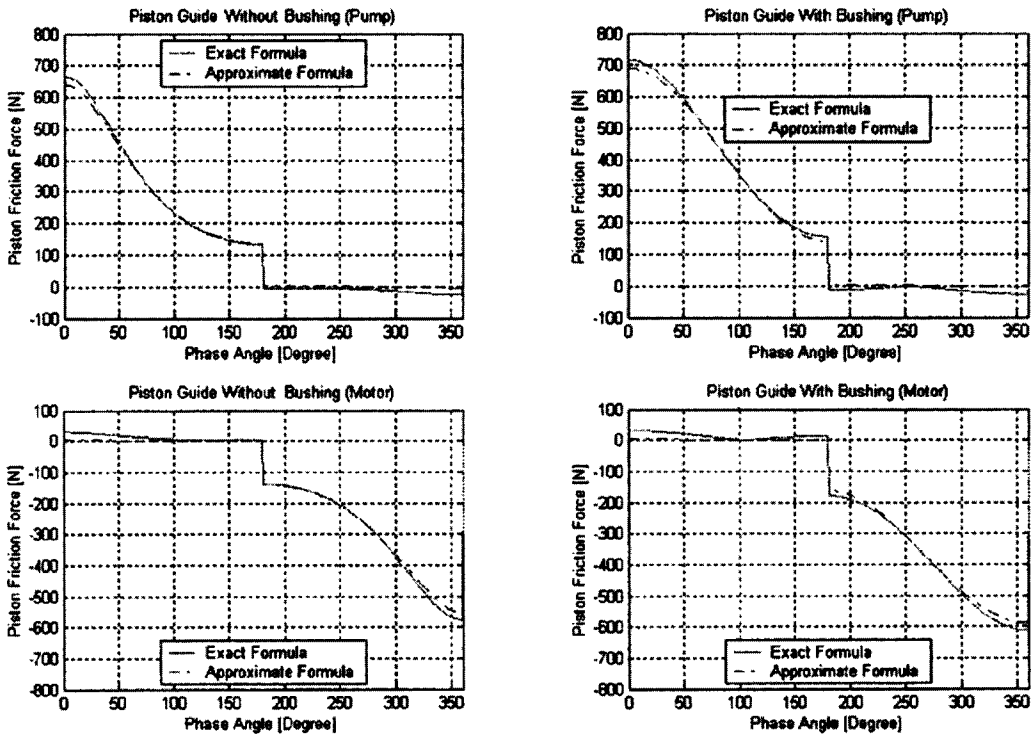 Piston Guide Without Bushing (Pump)
800
700
600
500
400
300
200
100
0
-100
Piston Friction Force [N]
Exact Formula
Approximate Formula
0 50 100 150 200 250 300 350
Phase Angle [Degree]
Piston Guide With Bushing (Pump)
800
700
600
500
400
300
200
100
0
-100
Piston Friction Force [N]
Exact Formula
Approximate Formula
0 50 100 150 200 250 300 350
Phase Angle [Degree]
Piston Guide Without Bushing (Motor)
100
0
-100
-200
-300
-400
-500
-600
-700
-800
Piston Friction Force [N]
Exact Formula
Approximate Formula
0 50 100 150 200 250 300 350
Phase Angle [Degree]
Piston Guide With Bushing (Motor)
100
0
-100
-200
-300
-400
-500
-600
-700
-800
Piston Friction Force [N]
Exact Formula
Approximate Formula
0 50 100 150 200 250 300 350
Phase Angle [Degree]